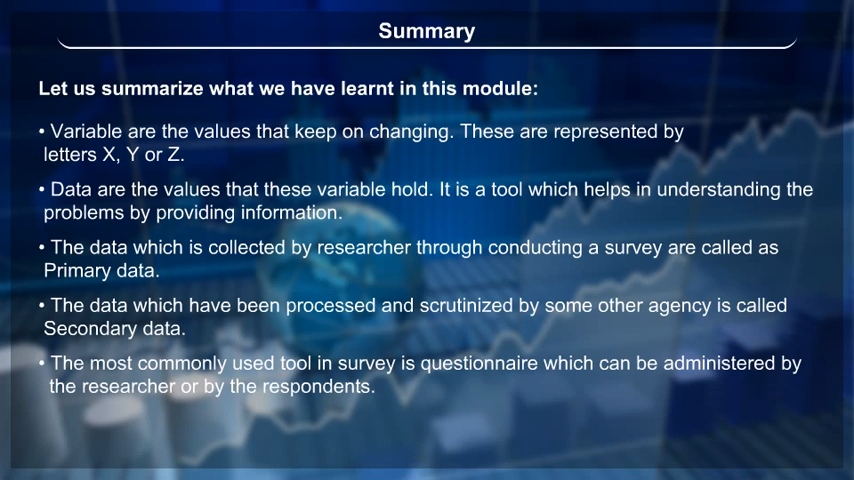 Summary
Let us summarize what we have learnt in this module:
• Variable are the values that keep on changing. These are represented by
letters X, Y or Z.
• Data are the values that these variable hold. It is a tool which helps in understanding the
problems by providing information.
• The data which is collected by researcher through conducting a survey are called as
Primary data.
• The data which have been processed and scrutinized by some other agency is called
Secondary data.
• The most commonly used tool in survey is questionnaire which can be administered by
the researcher or by the respondents.